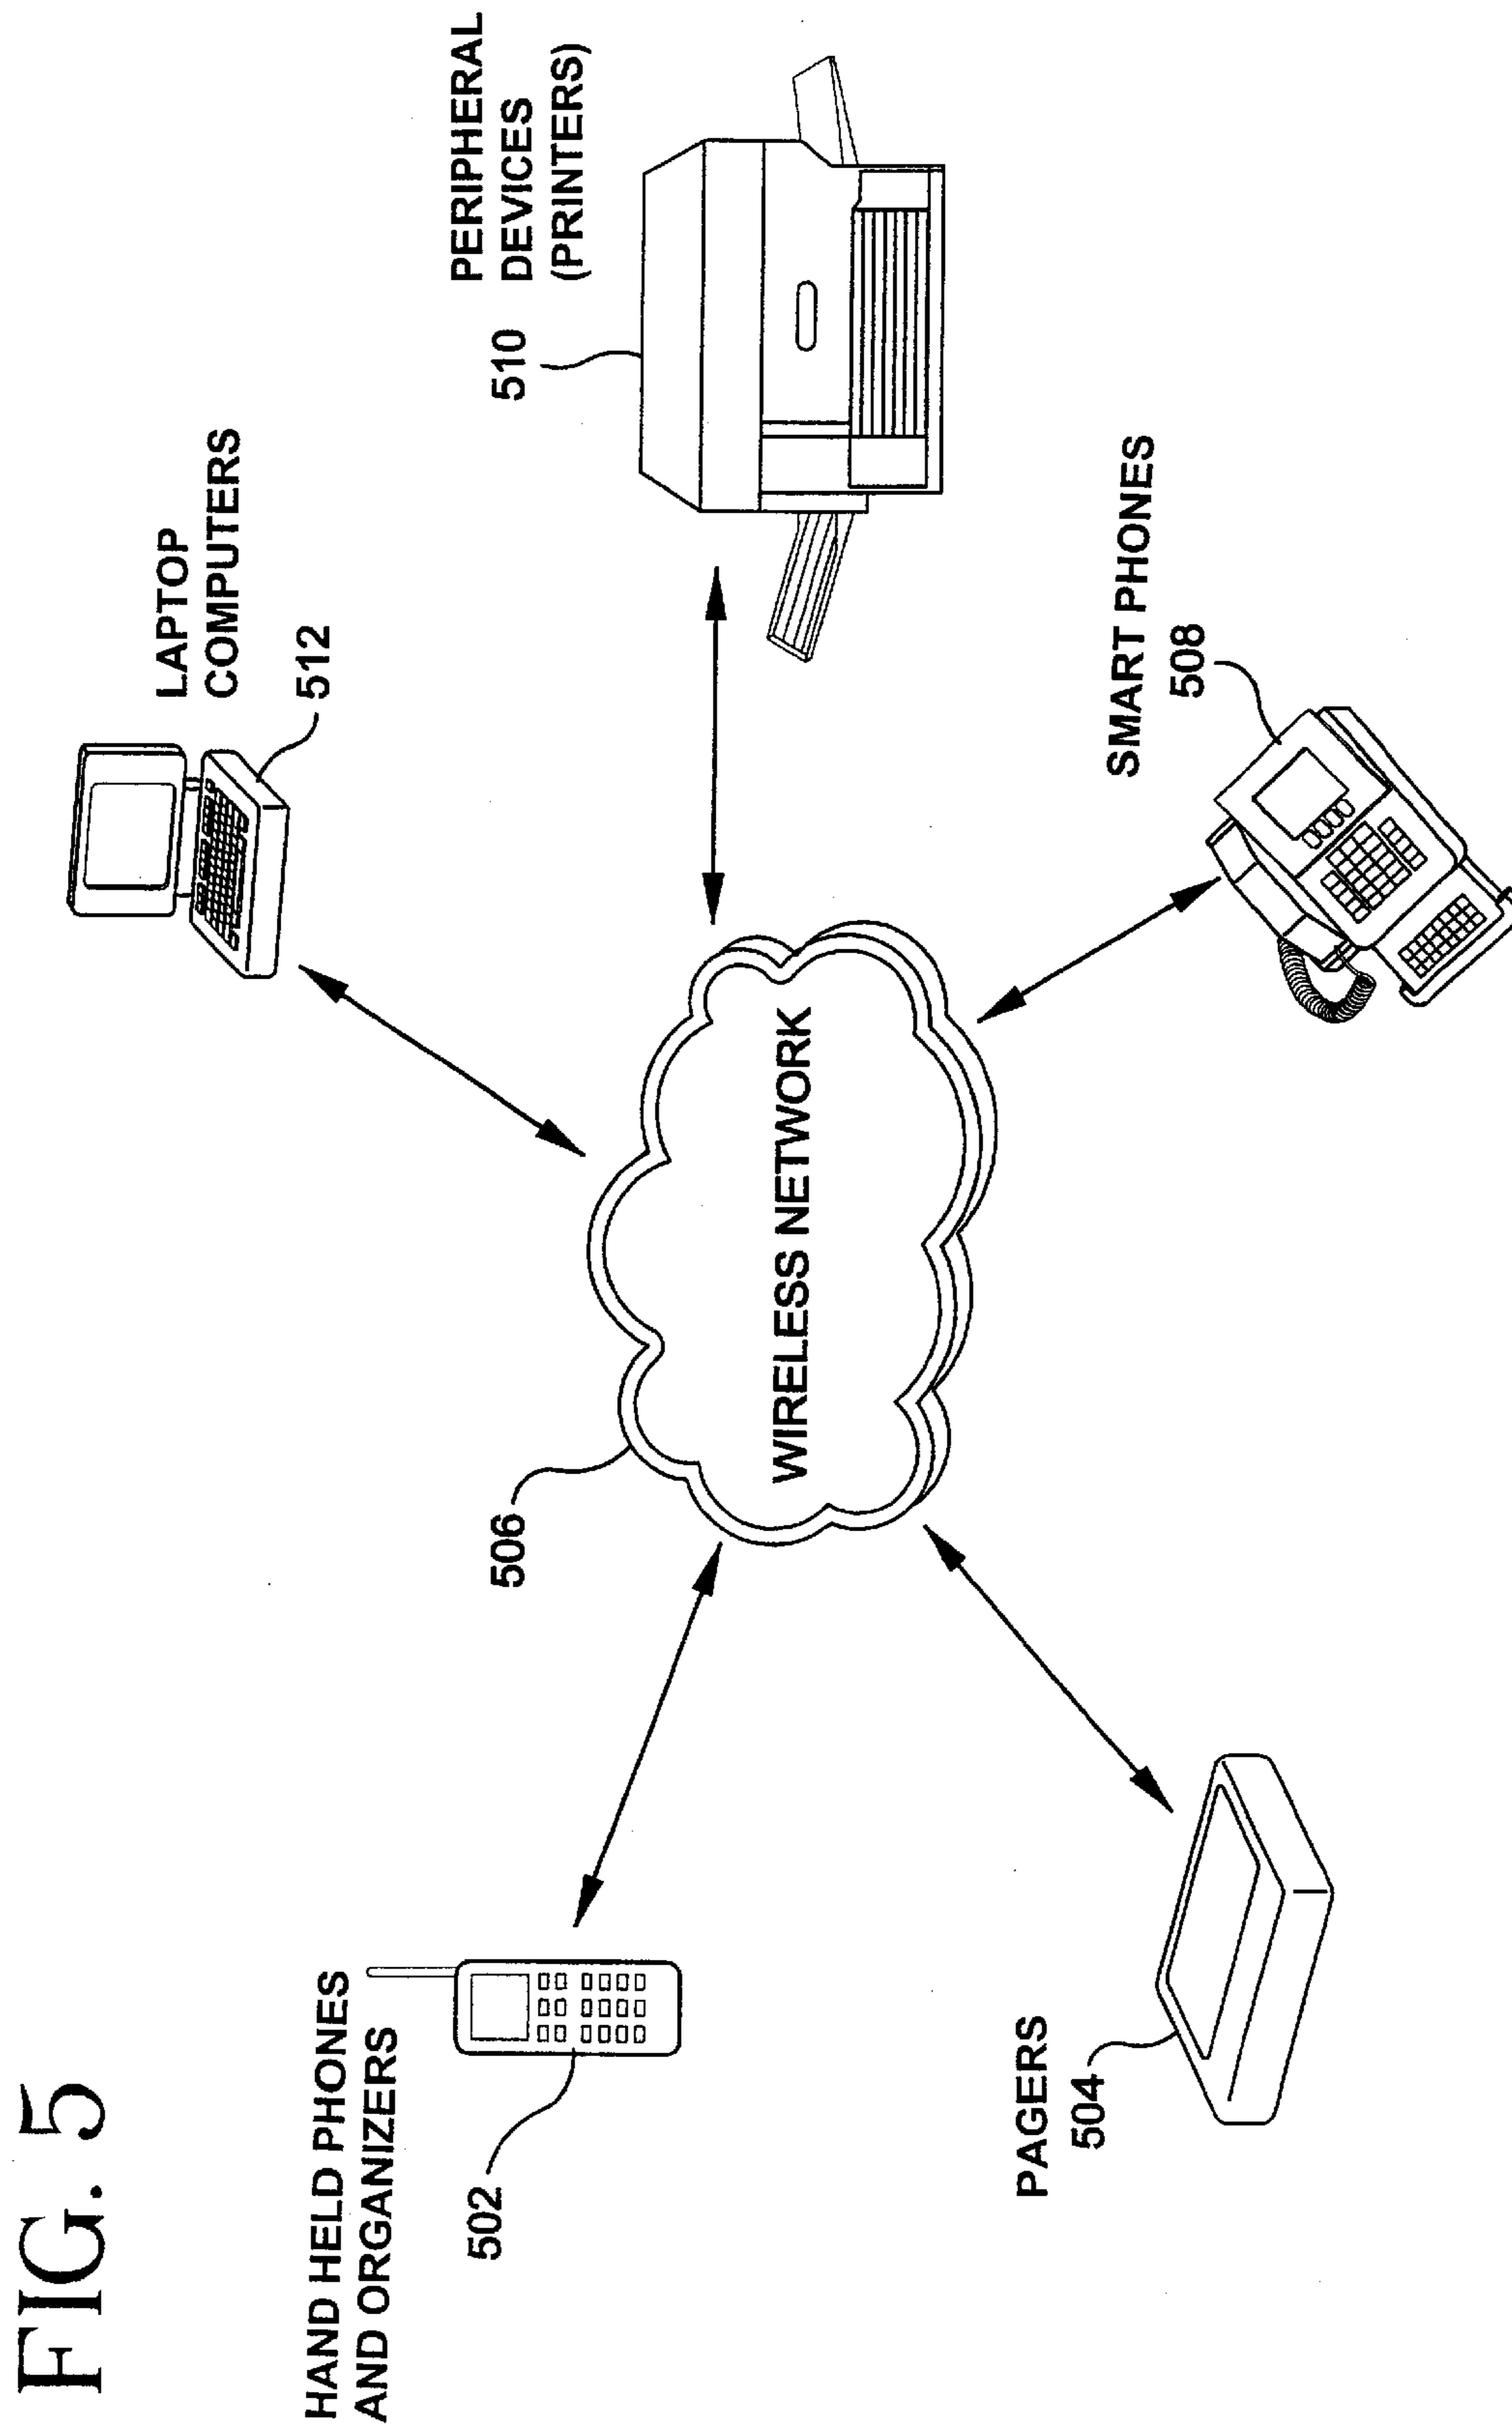 FIG. 5
HAND HELD PHONES
AND ORGANIZERS
502
LAPTOP
COMPUTERS
512
PERIPHERAL
DEVICES
(PRINTERS)
510
506
WIRELESS NETWORK
PAGERS
504
SMART PHONES
508